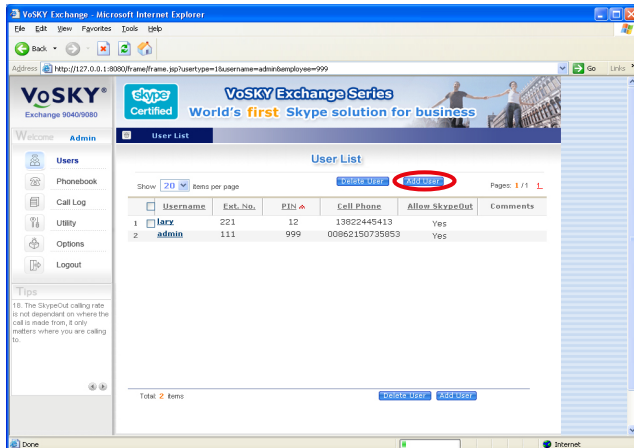 VoSKY Exchange - Microsoft Internet Explorer
File Edit View Favorites Tools Help
Back
Address http://127.0.0.1:8080/frame/frame.jsp?usertype=1&username=admin&employee=999 Go Links »
VoSKY®
Exchange 9040/9080
skype Certified
VoSKY Exchange Series
World's first Skype solution for business
Welcome Admin
User List
Users
Phonebook
Call Log
Utility
Options
Logout
User List
Show 20 items per page Delete User Add User Pages: 1 / 1 1
Username Ext. No. PIN Cell Phone Allow SkypeOut Comments
1 lary 221 12 13822445413 Yes
2 admin 111 999 00862150735853 Yes
Tips
18. The SkypeOut calling rate
is not dependant on where the
call is made from, it only
matters where you are calling
to.
Total: 2 items Delete User Add User
Done Internet